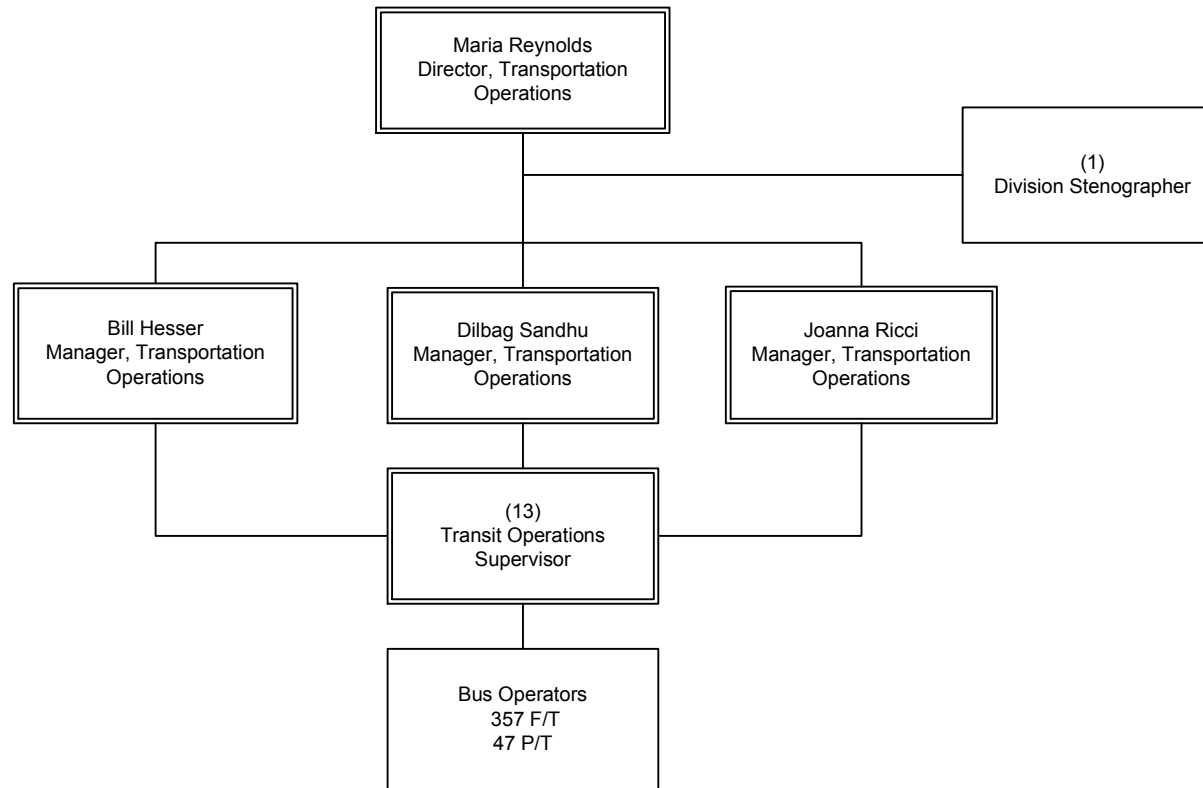 Maria Reynolds
Director, Transportation
Operations
(1)
Division Stenographer
Bill Hesser
Manager, Transportation
Operations
Dilbag Sandhu
Manager, Transportation
Operations
Joanna Ricci
Manager, Transportation
Operations
(13)
Transit Operations
Supervisor
Bus Operators
357 F/T
47 P/T